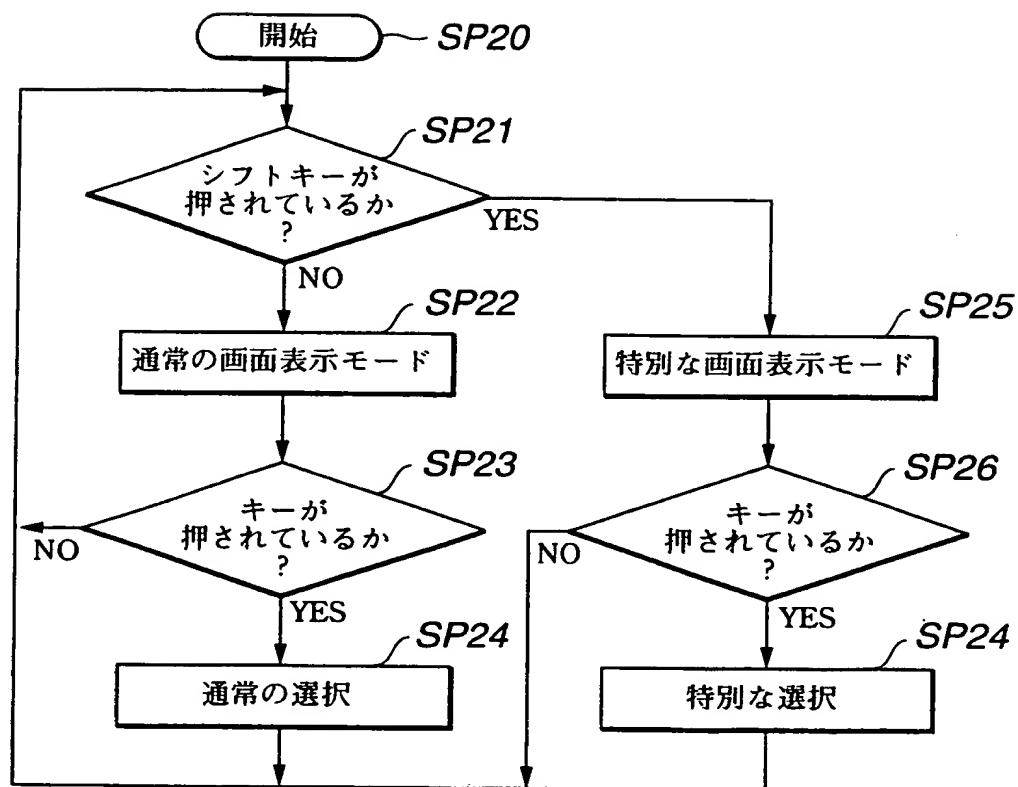 開始
SP20
SP21
シフトキーが
押されているか
?
YES
NO
SP22
通常の画面表示モード
SP25
特別な画面表示モード
SP23
キーが
押されているか
?
NO
YES
SP26
キーが
押されているか
?
NO
YES
SP24
通常の選択
SP24
特別な選択